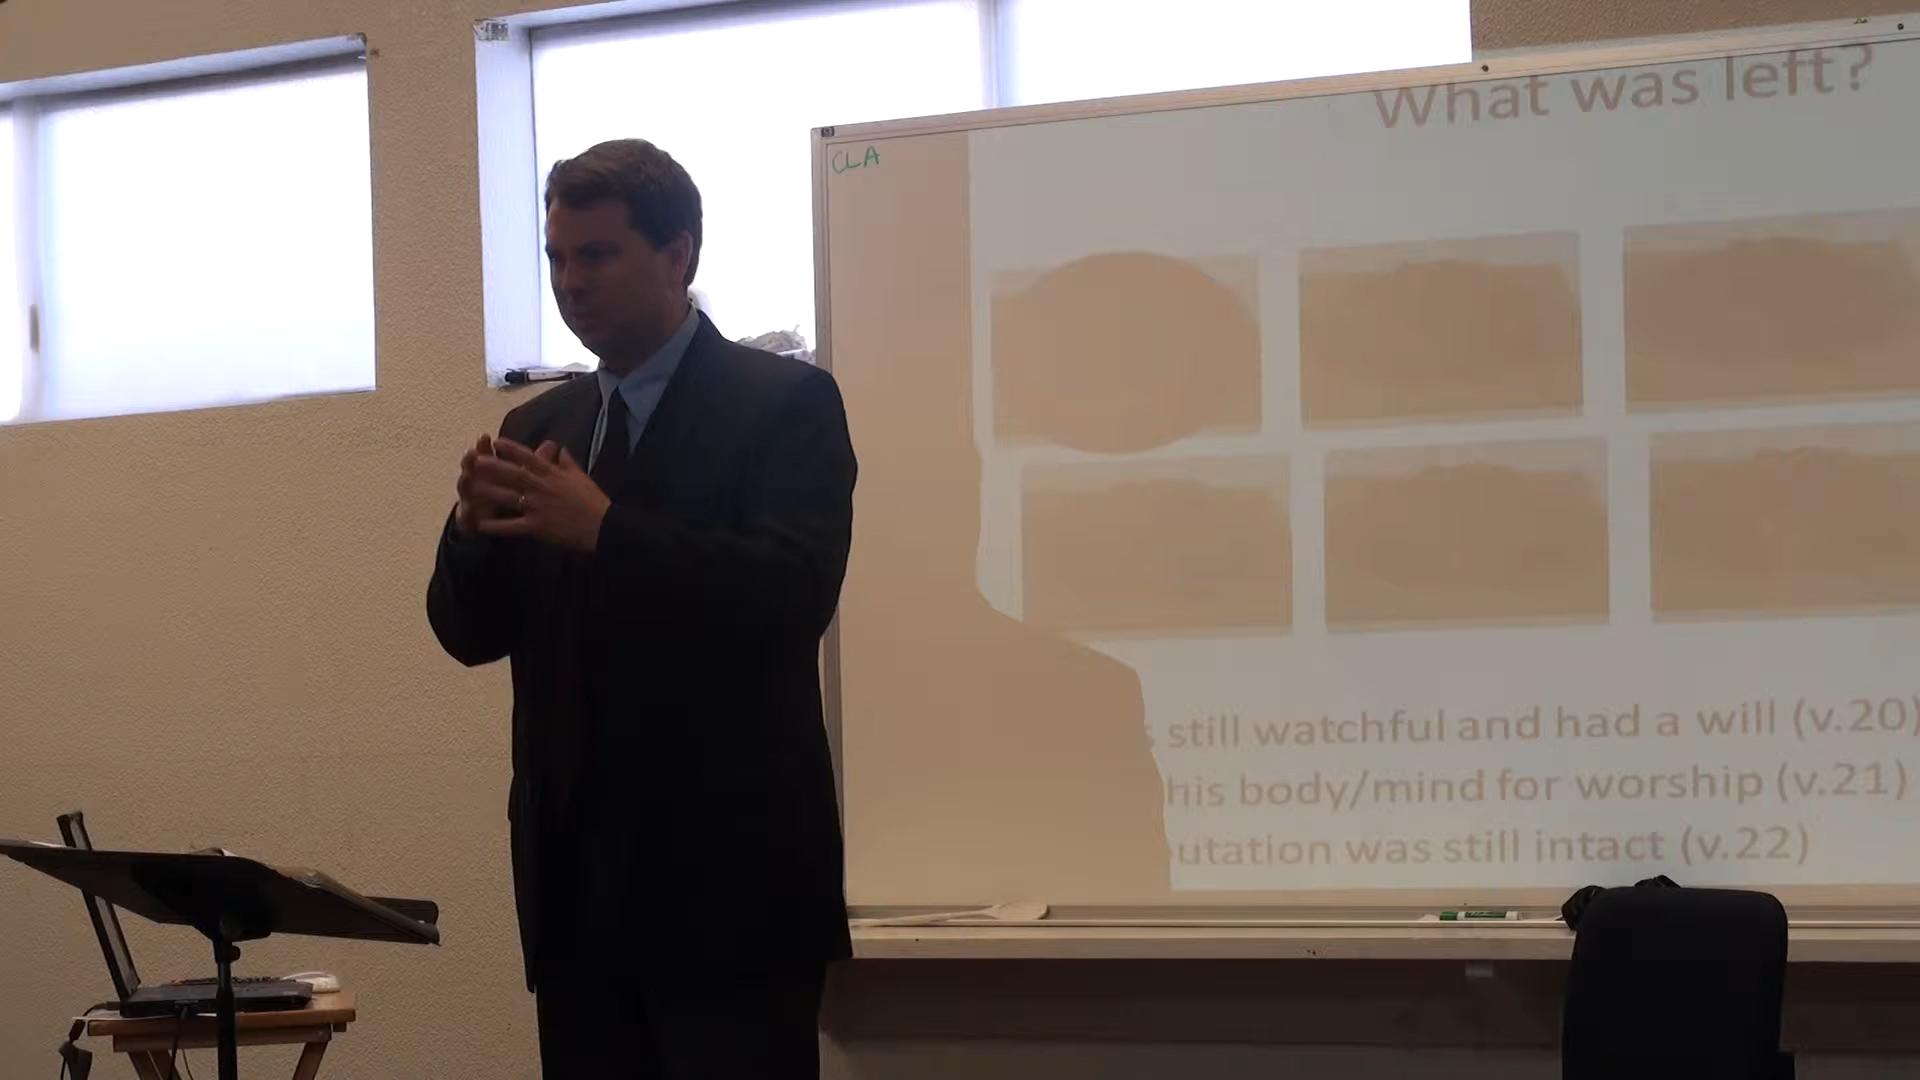 What was left?
CLA
still watchful and had a will (v.20)
his body/mind for worship (v.21)
utation was still intact (v.22)